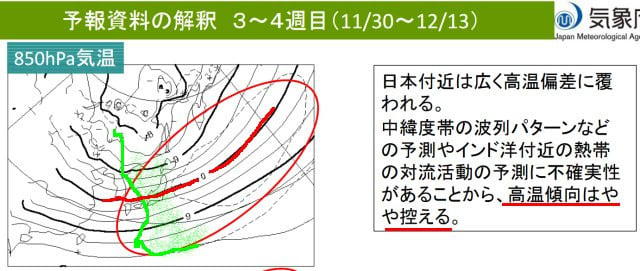 予報資料の解釈 3～4週目(11/30～12/13)
気象庁
Japan Meteorological Age
850hPa気温
日本付近は広く高温偏差に覆
われる。
中緯度帯の波列パターンなど
の予測やインド洋付近の熱帯
の対流活動の予測に不確実性
があることから、高温傾向はや
や控える。
0
9